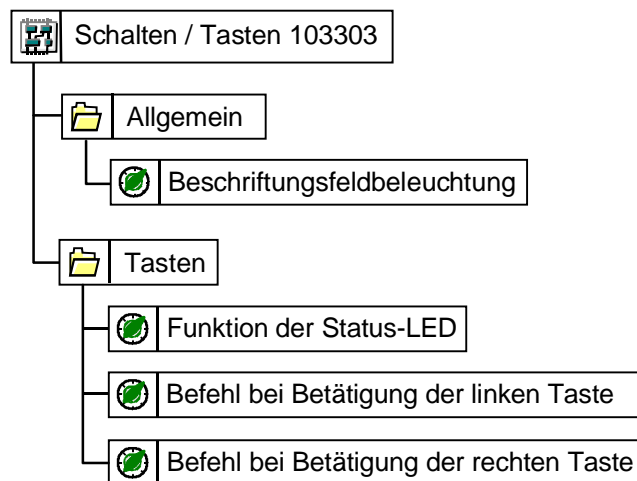 Schalten / Tasten 103303
Allgemein
Beschriftungsfeldbeleuchtung
Tasten
Funktion der Status-LED
Befehl bei Betätigung der linken Taste
Befehl bei Betätigung der rechten Taste